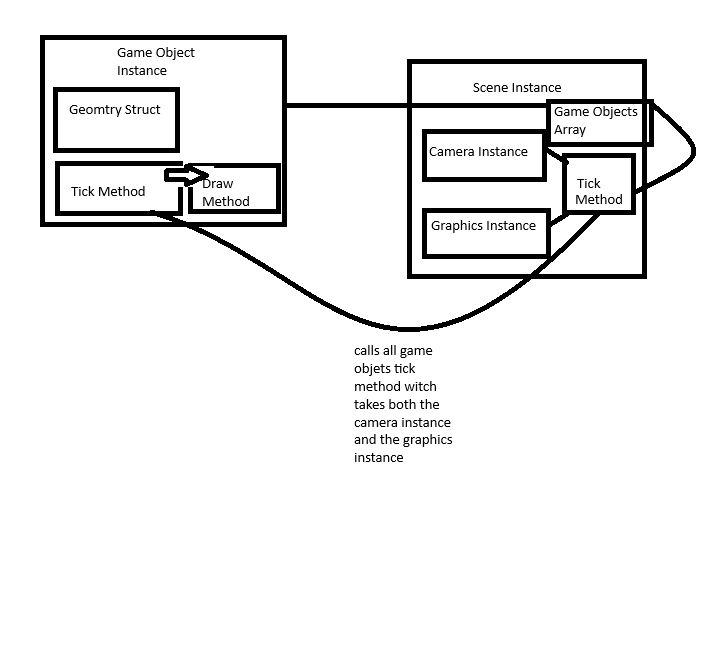 Game Object
Instance
Geomtry Struct
Tick Method
Draw
Method
Scene Instance
Game Objects
Array
Camera Instance
Tick
Method
Graphics Instance
calls all game
objets tick
method witch
takes both the
camera instance
and the graphics
instance